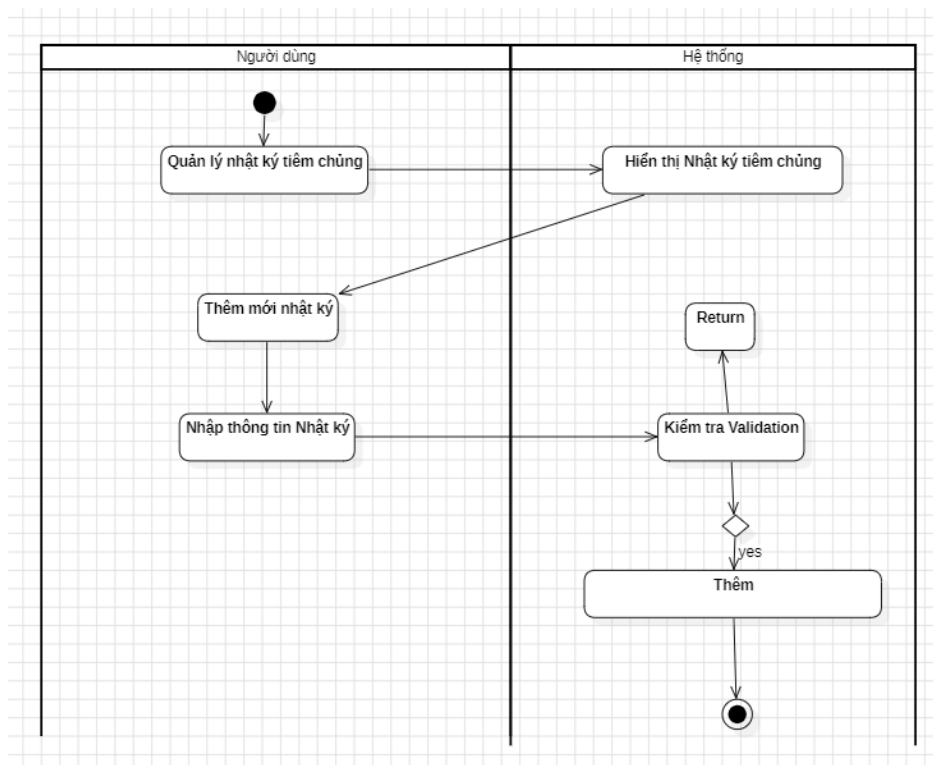 Người dùng
Hệ thống
Quản lý nhật ký tiêm chủng
Hiển thị Nhật ký tiêm chủng
Thêm mới nhật ký
Return
Nhập thông tin Nhật ký
Kiểm tra Validation
yes
Thêm